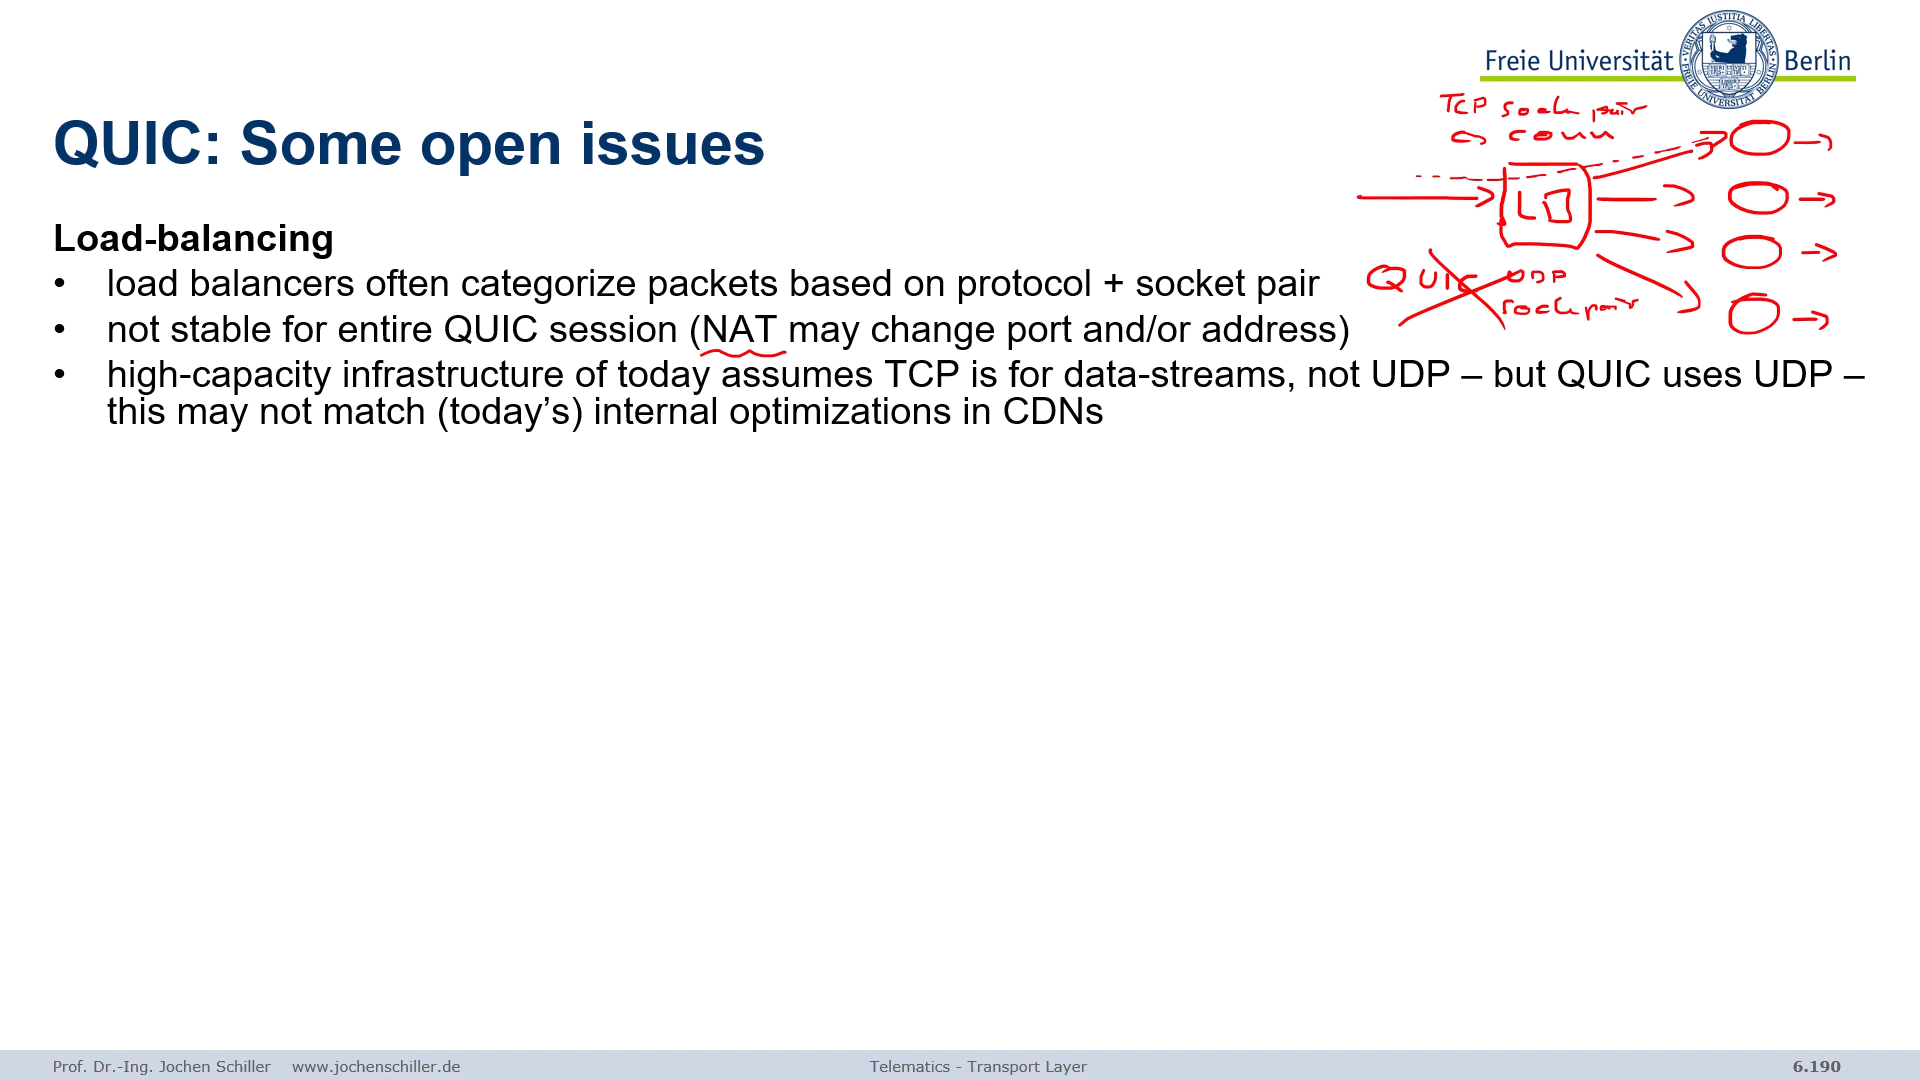 Freie Universität Berlin
TCP sock pair
conn
QUIC: Some open issues
LB
Load-balancing
• load balancers often categorize packets based on protocol + socket pair
QUIC UDP
sock pair
• not stable for entire QUIC session (NAT may change port and/or address)
• high-capacity infrastructure of today assumes TCP is for data-streams, not UDP – but QUIC uses UDP –
this may not match (today’s) internal optimizations in CDNs
Prof. Dr.-Ing. Jochen Schiller www.jochenschiller.de Telematics - Transport Layer 6.190